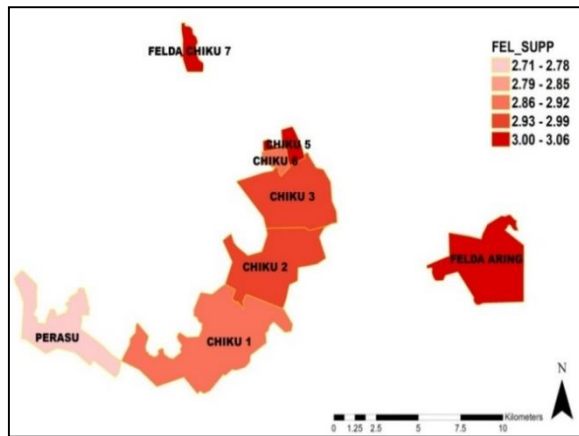 FELDA CHIKU 7
FEL_SUPP
2.71 - 2.78
2.79 - 2.85
2.86 - 2.92
2.93 - 2.99
3.00 - 3.06
CHIKU 5
CHIKU 6
CHIKU 3
CHIKU 2
FELDA ARING
PERASU
CHIKU 1
N
Kilometers
0 1.25 2.5 5 7.5 10